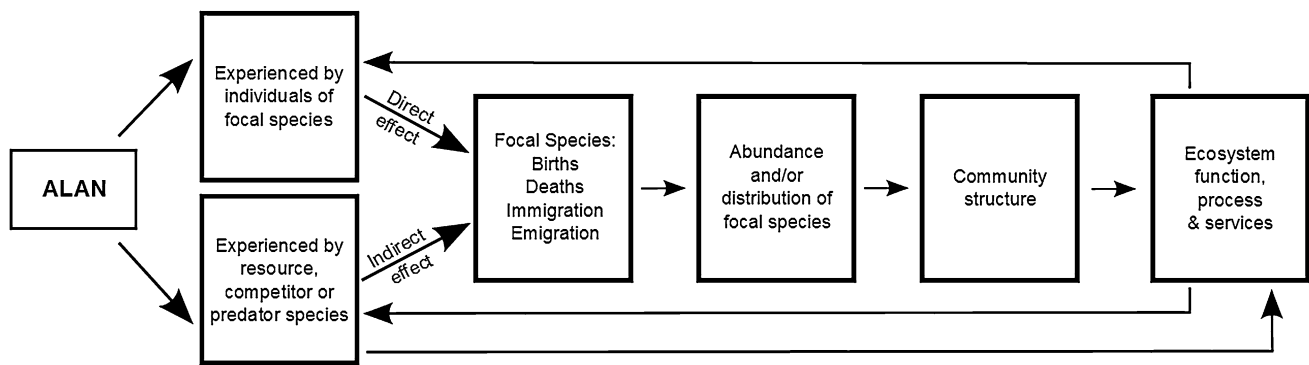 ALAN
Experienced by
individuals of
focal species
Direct
effect
Experienced by
resource,
competitor or
predator species
Indirect
effect
Focal Species:
Births
Deaths
Immigration
Emigration
Abundance
and/or
distribution of
focal species
Community
structure
Ecosystem
function,
process
& services